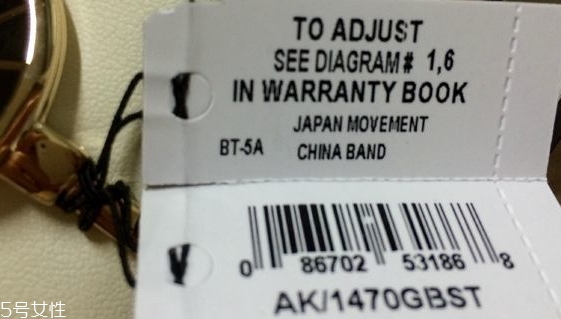 TO ADJUST
SEE DIAGRAM# 1,6
IN WARRANTY BOOK
JAPAN MOVEMENT
BT-5A CHINA BAND
0 86702 53186 8
AK/1470GBST
5号女性